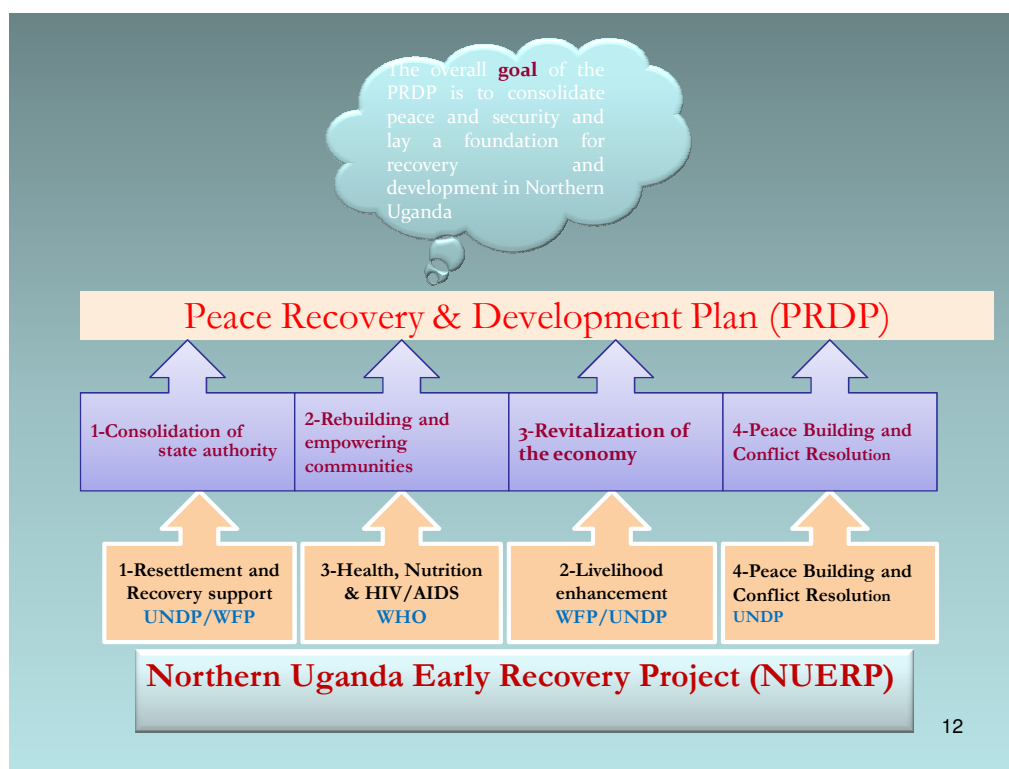 The overall goal of the
PRDP is to consolidate
peace and security and
lay a foundation for
recovery and
development in Northern
Uganda
Peace Recovery & Development Plan (PRDP)
1-Consolidation of
state authority
2-Rebuilding and
empowering
communities
3-Revitalization of
the economy
4-Peace Building and
Conflict Resolution
1-Resettlement and
Recovery support
UNDP/WFP
3-Health, Nutrition
& HIV/AIDS
WHO
2-Livelihood
enhancement
WFP/UNDP
4-Peace Building and
Conflict Resolution
UNDP
Northern Uganda Early Recovery Project (NUERP)
12